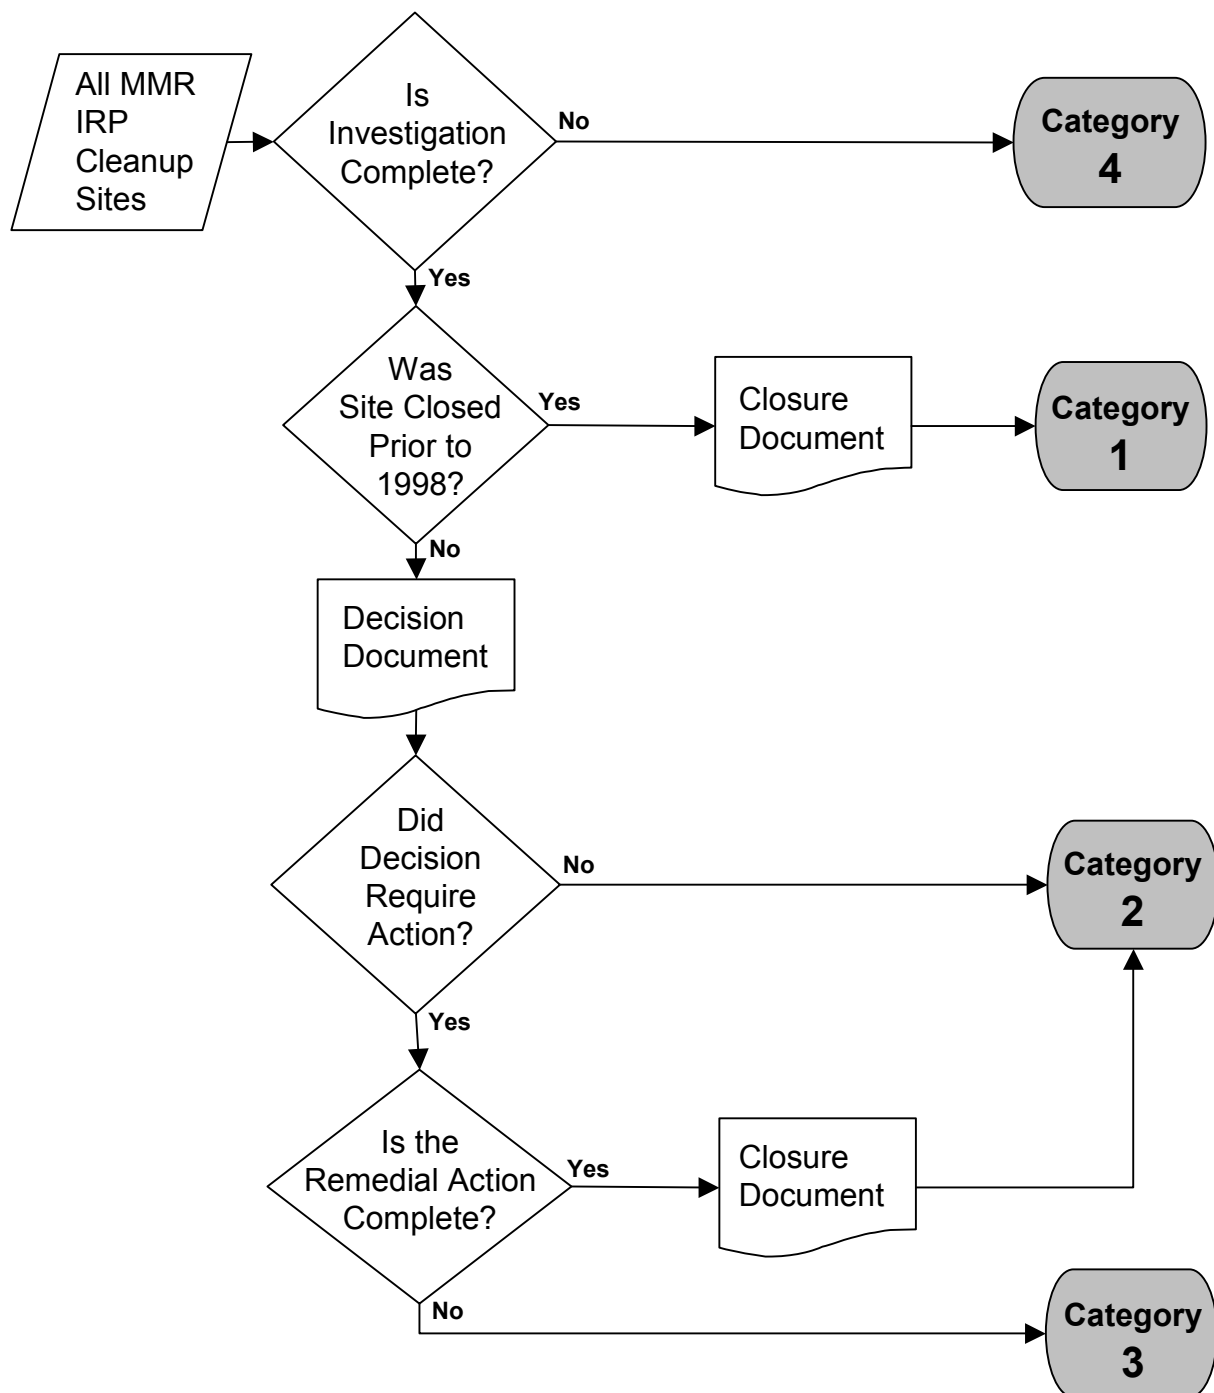 All MMR
IRP
Cleanup
Sites
Is
Investigation
Complete?
No
Category
4
Yes
Was
Site Closed
Prior to
1998?
Yes
Closure
Document
Category
1
No
Decision
Document
Did
Decision
Require
Action?
No
Category
2
Yes
Is the
Remedial Action
Complete?
Yes
Closure
Document
No
Category
3